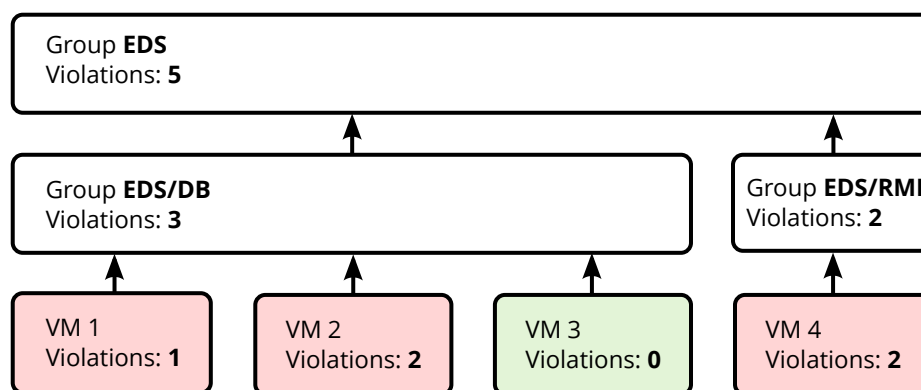 Group EDS
Violations: 5
Group EDS/DB
Violations: 3
Group
Violations: 2
VM 1
Violations: 1
VM 2
Violations: 2
VM 3
Violations: 0
VM 4
Violations: 2